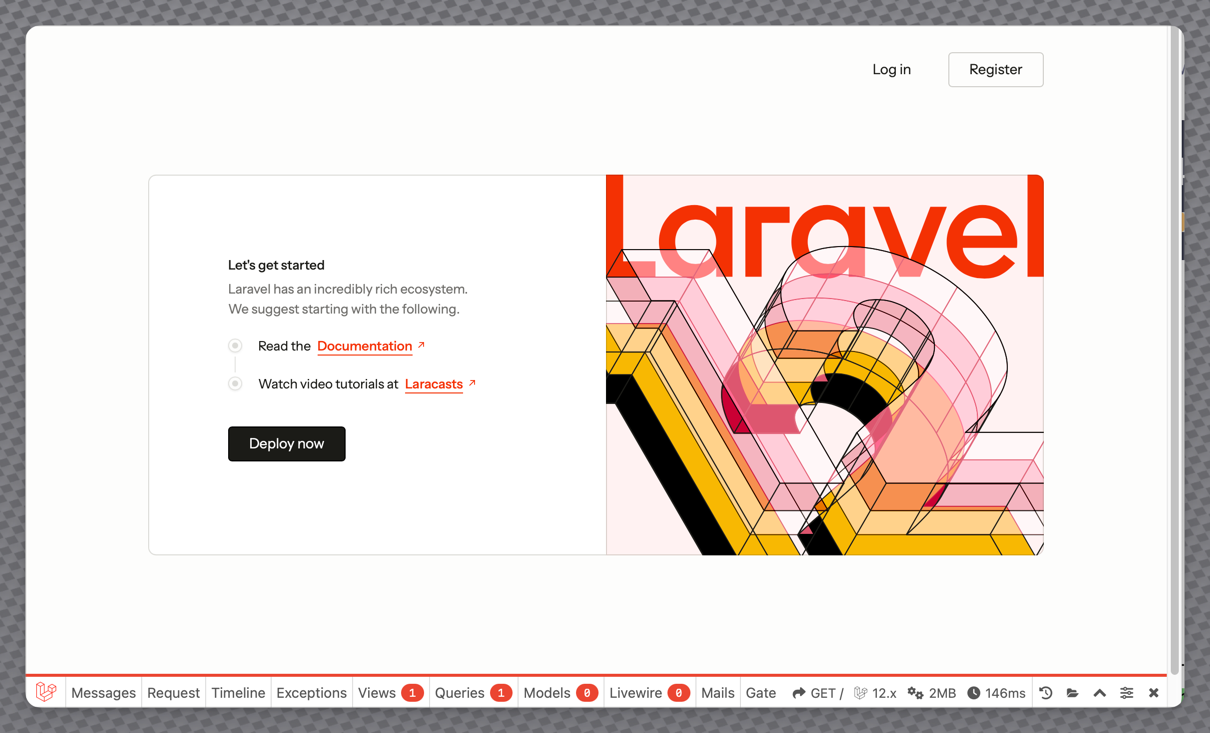 Log in
Register
Laravel
Let's get started
Laravel has an incredibly rich ecosystem.
We suggest starting with the following.
Read the Documentation
Watch video tutorials at Laracasts
Deploy now
Messages Request Timeline Exceptions Views 1 Queries 1 Models 0 Livewire 0 Mails Gate GET / 12.x 2MB 146ms